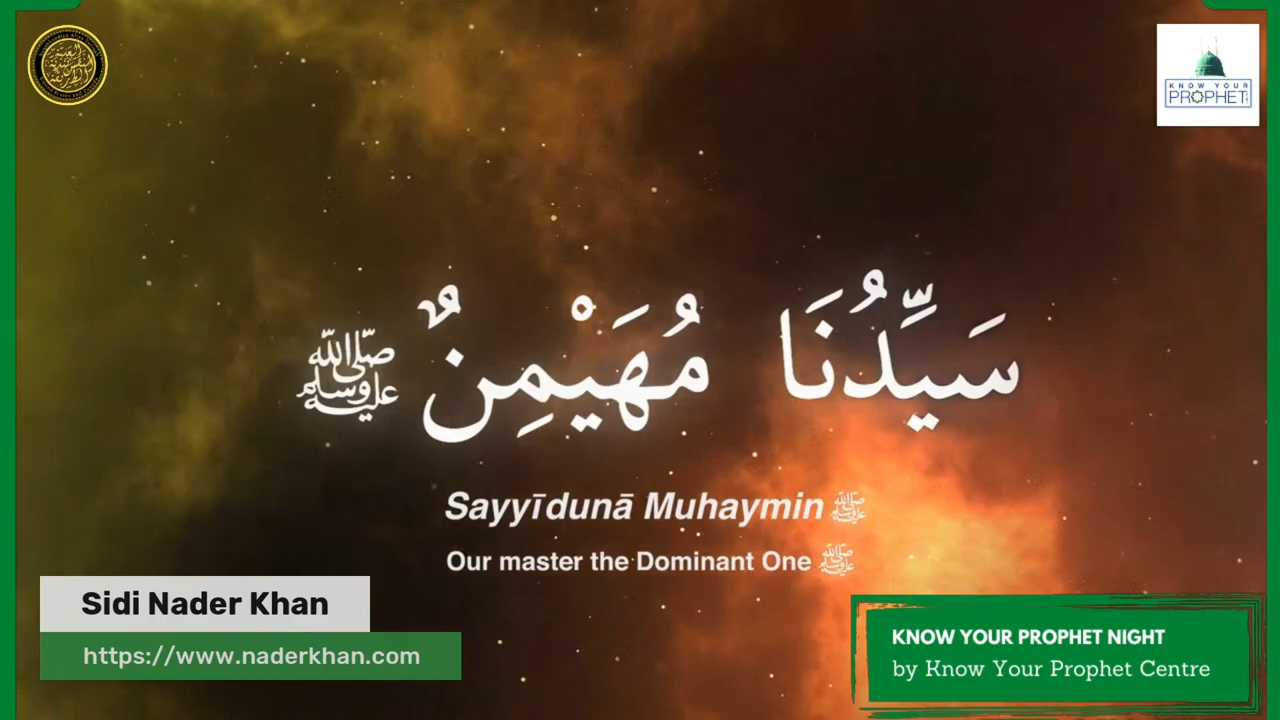 KNOW YOUR
PROPHET
سَيِّدُنَا مُهَيْمِنٌ ﷺ
Sayyīdunā Muhaymin ﷺ
Our master the Dominant One ﷺ
Sidi Nader Khan
https://www.naderkhan.com
KNOW YOUR PROPHET NIGHT
by Know Your Prophet Centre